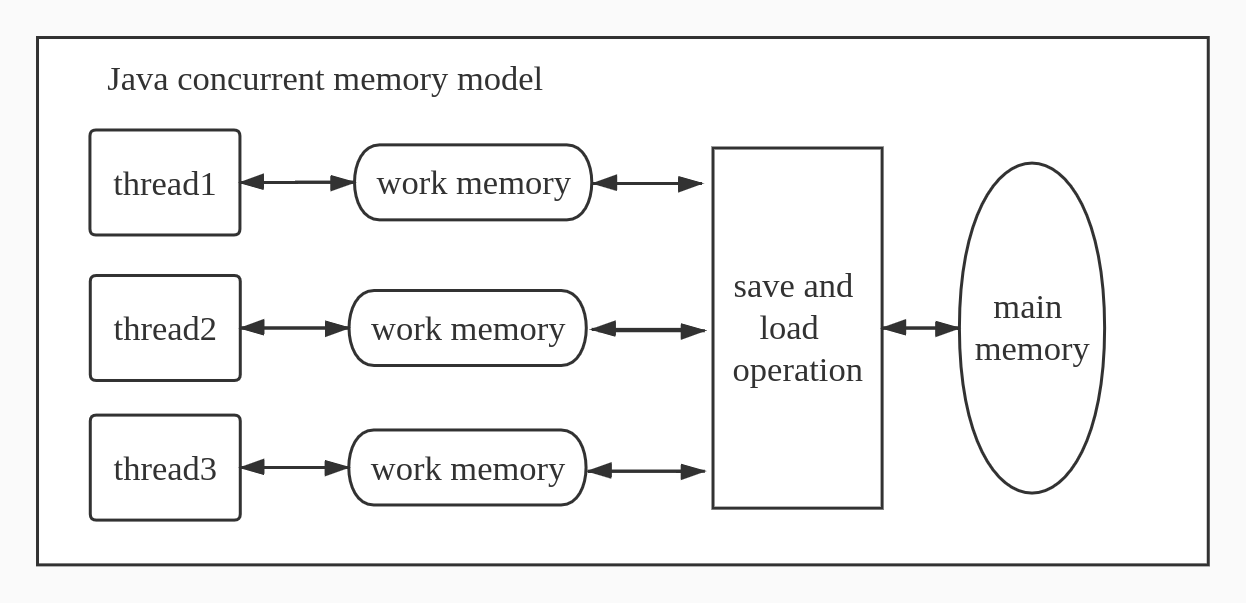 Java concurrent memory model
thread1
work memory
thread2
work memory
thread3
work memory
save and
load
operation
main
memory